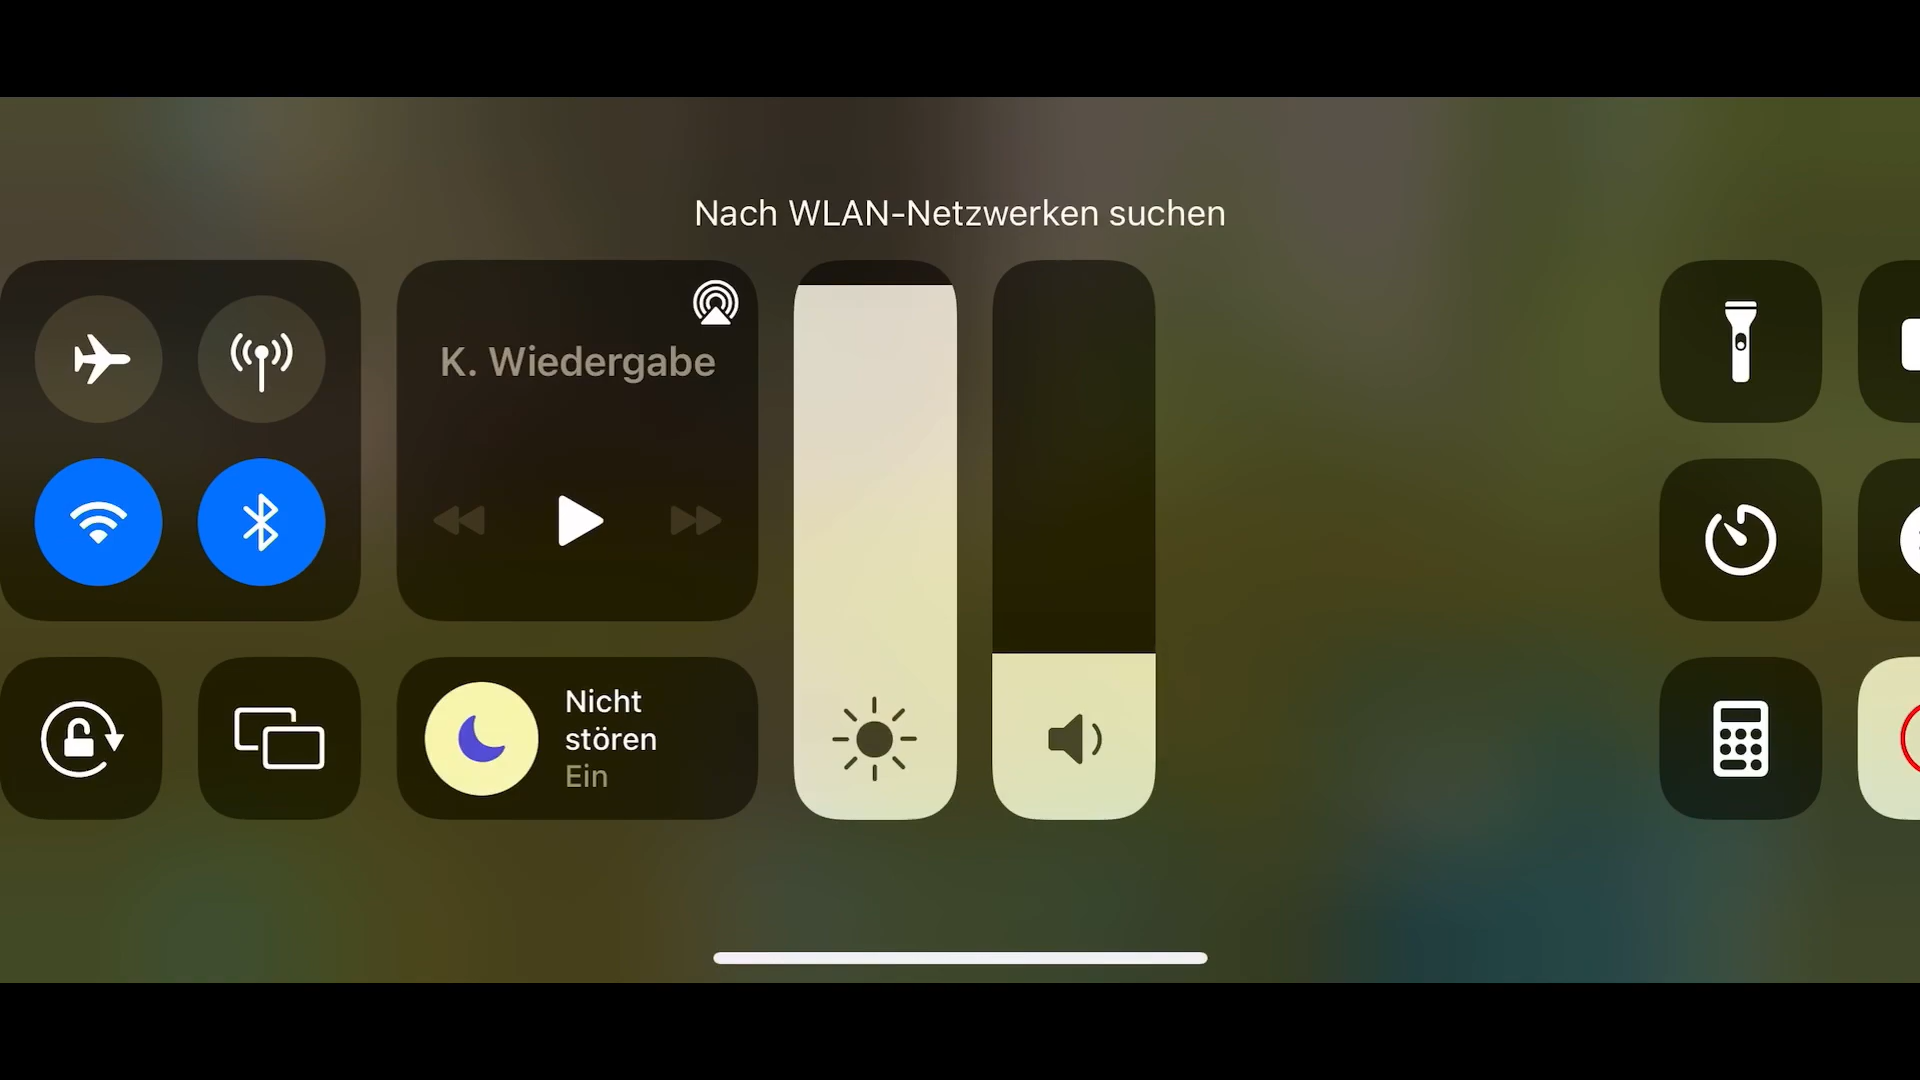 Nach WLAN-Netzwerken suchen
K. Wiedergabe
Nicht
stören
Ein